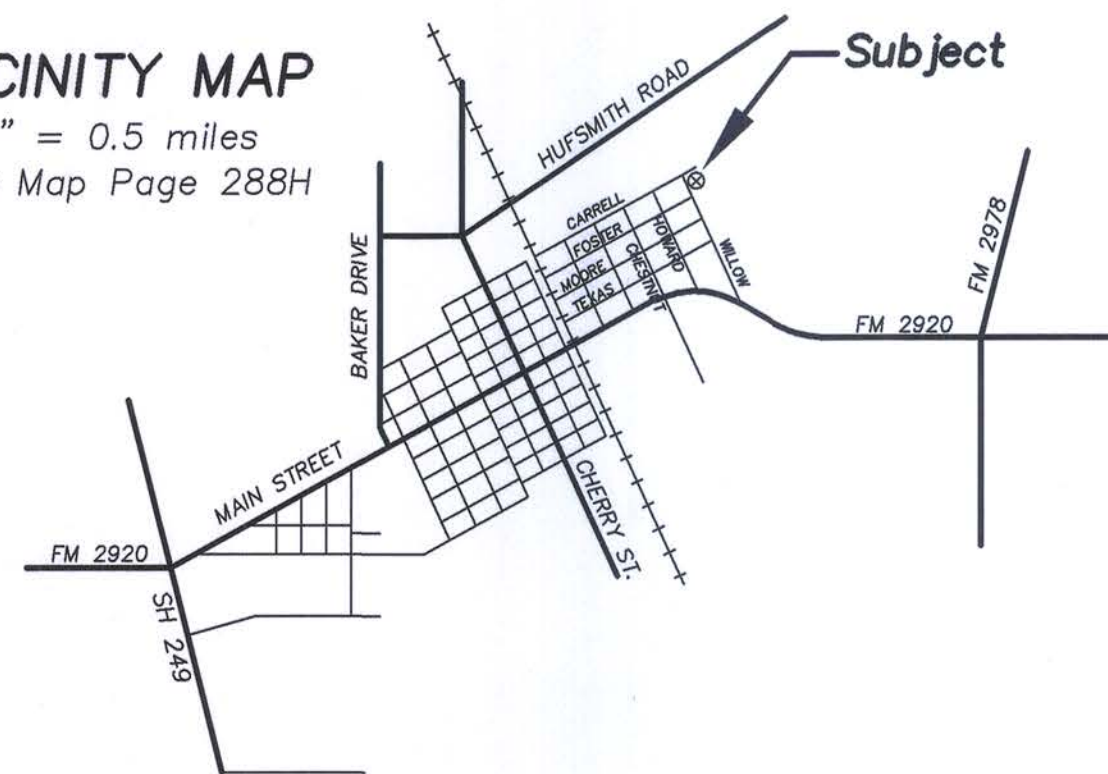 CINITY MAP
" = 0.5 miles
Map Page 288H
Subject
HUFSMITH ROAD
CARRELL
FOSTER
MOORE
TEXAS
CHESTNUT
HOWARD
WILLOW
FM 2978
FM 2920
BAKER DRIVE
MAIN STREET
CHERRY ST.
FM 2920
SH 249